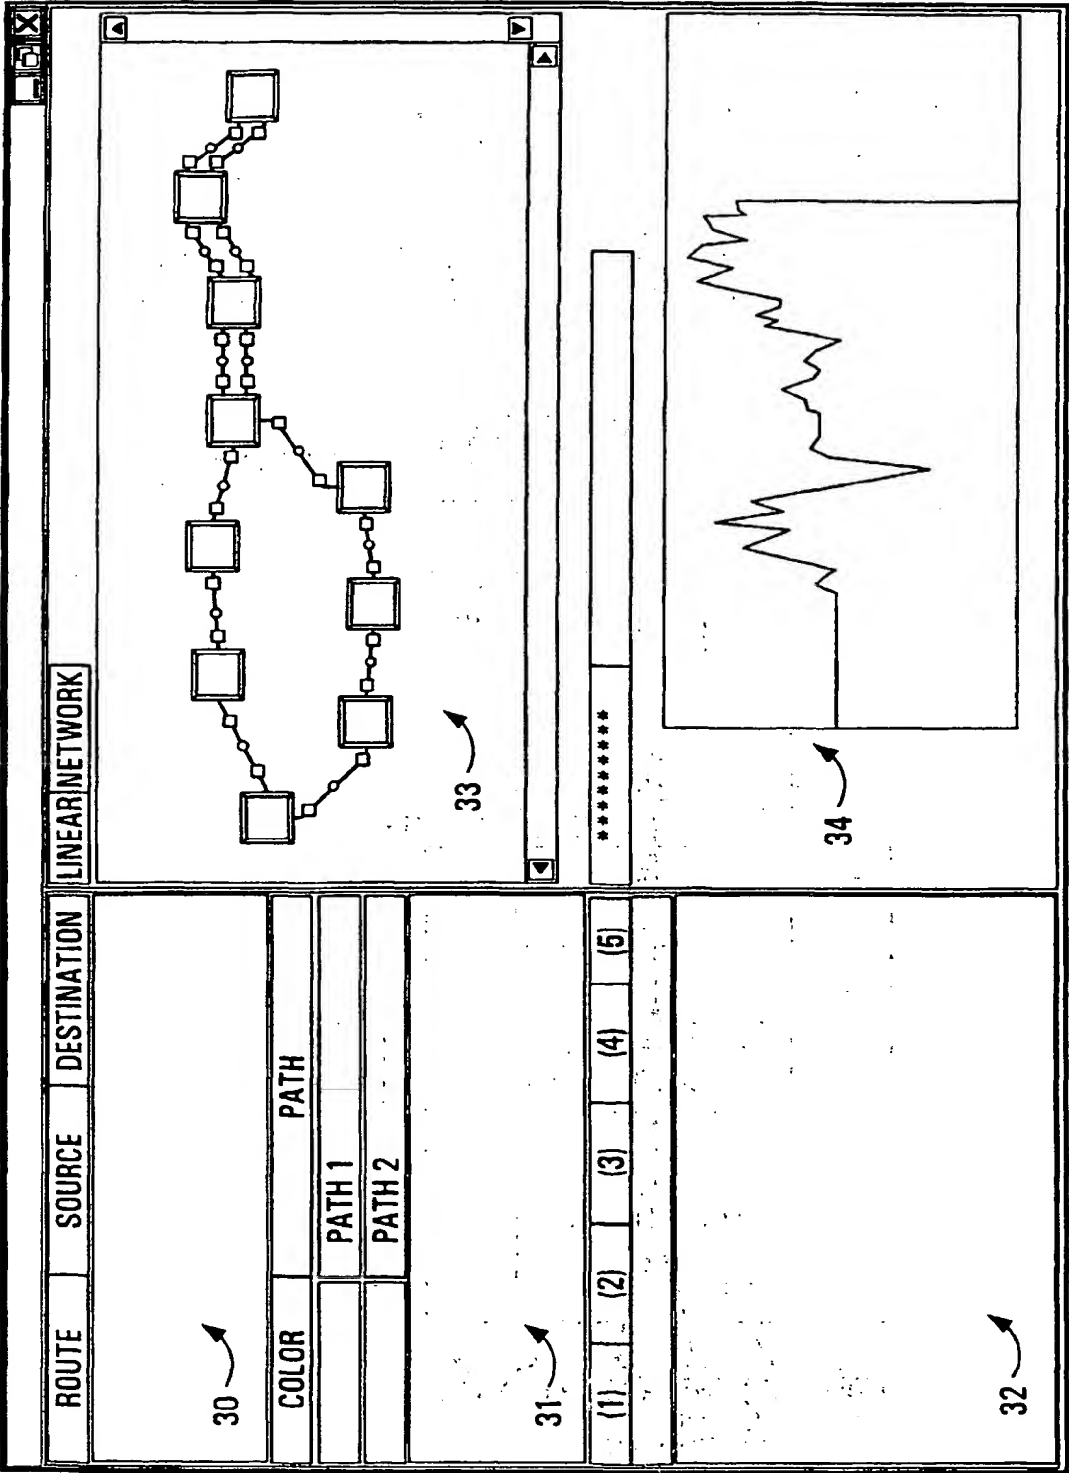 ROUTE SOURCE DESTINATION
30
COLOR PATH
PATH 1
PATH 2
31
(1) (2) (3) (4) (5)
32
LINEAR NETWORK
33
*********
34